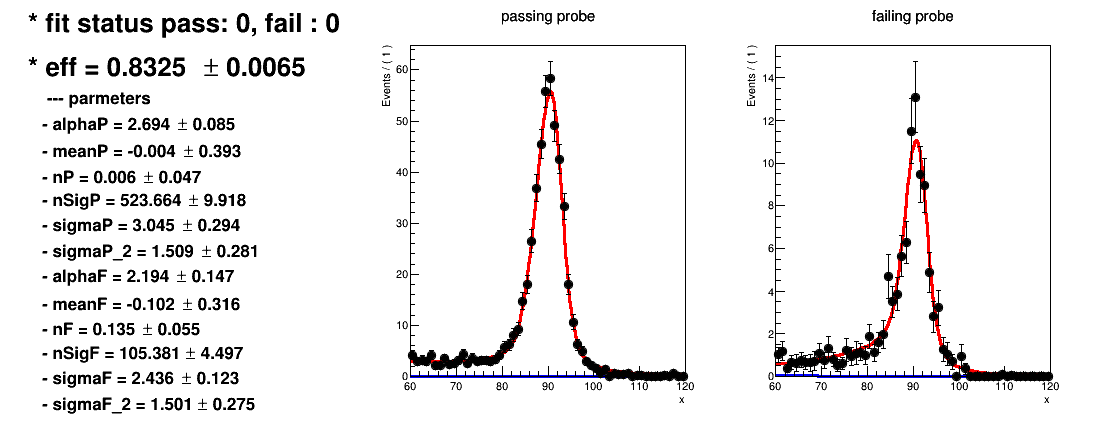 * fit status pass: 0, fail : 0
* eff = 0.8325 ± 0.0065
--- parmeters
- alphaP = 2.694 ± 0.085
- meanP = -0.004 ± 0.393
- nP = 0.006 ± 0.047
- nSigP = 523.664 ± 9.918
- sigmaP = 3.045 ± 0.294
- sigmaP_2 = 1.509 ± 0.281
- alphaF = 2.194 ± 0.147
- meanF = -0.102 ± 0.316
- nF = 0.135 ± 0.055
- nSigF = 105.381 ± 4.497
- sigmaF = 2.436 ± 0.123
- sigmaF_2 = 1.501 ± 0.275
passing probe
Events / ( 1 )
60
50
40
30
20
10
0
60 70 80 90 100 110 120
x
failing probe
Events / ( 1 )
14
12
10
8
6
4
2
0
60 70 80 90 100 110 120
x